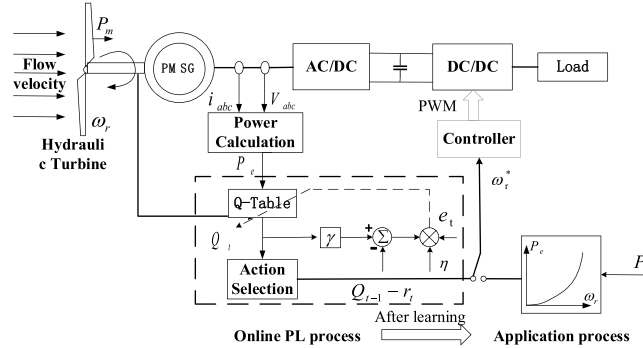 P_m
Flow
velocity
ω_r
Hydrauli
c Turbine
PM SG
AC/DC
DC/DC
Load
i_abc
V_abc
PWM
Power
Calculation
Controller
P_e
ω_r^*
Q-Table
e_t
Q_t
γ
+
Σ
-
η
Action
Selection
Q_{t-1} - r_t
P_e
ω_r
P
After learning
Online PL process
Application process